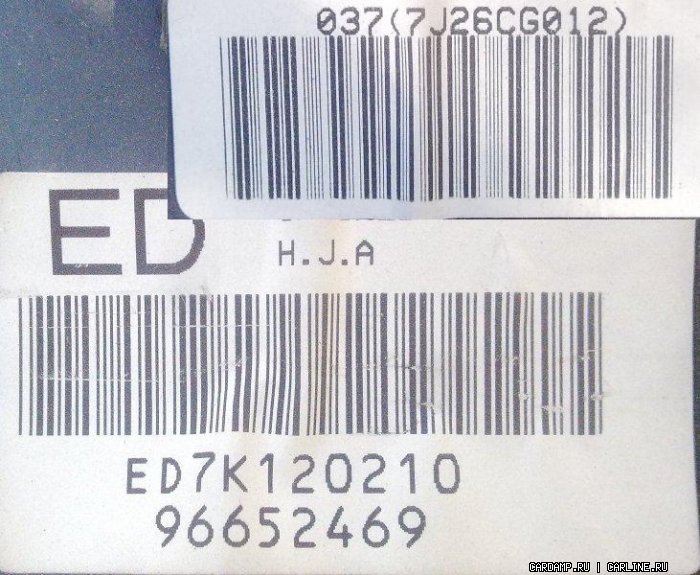 037(7J26CG012)
ED
H.J.A
ED7K120210
96652469
CARDAMP.RU | CARLINE.RU